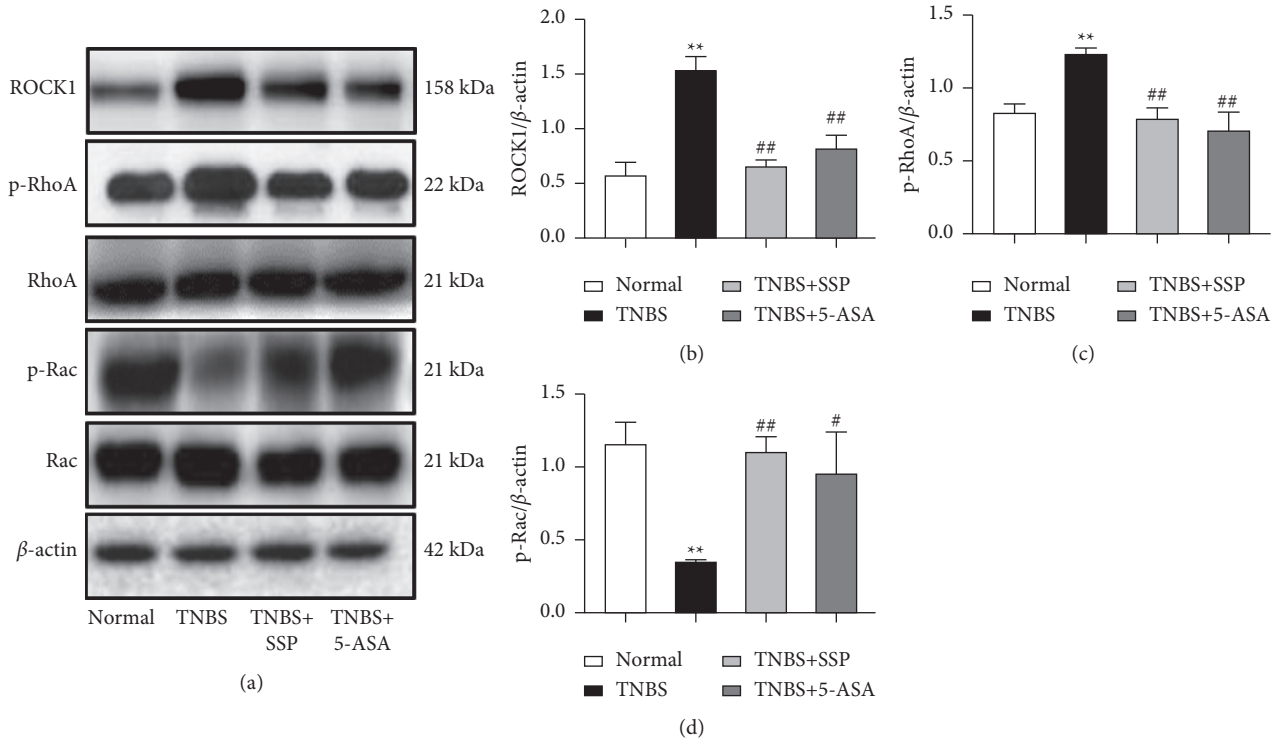 ROCK1 158 kDa
p-RhoA 22 kDa
RhoA 21 kDa
p-Rac 21 kDa
Rac 21 kDa
β-actin 42 kDa
Normal TNBS TNBS+ TNBS+
SSP 5-ASA
(a)
ROCK1/β-actin
2.0
1.5
1.0
0.5
0.0
**
##
##
Normal TNBS+SSP
TNBS TNBS+5-ASA
(b)
p-RhoA/β-actin
1.5
1.0
0.5
0.0
**
##
##
Normal TNBS+SSP
TNBS TNBS+5-ASA
(c)
p-Rac/β-actin
1.5
1.0
0.5
0.0
**
##
#
Normal TNBS+SSP
TNBS TNBS+5-ASA
(d)